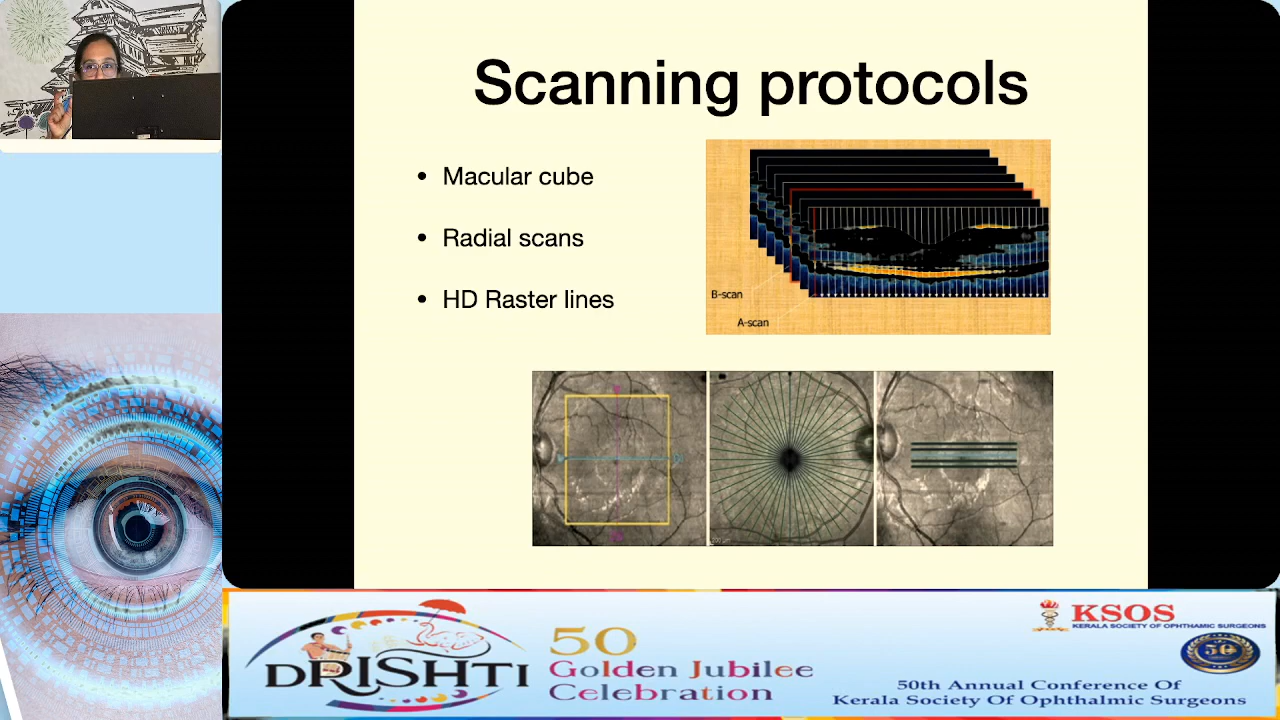 Scanning protocols
• Macular cube
• Radial scans
• HD Raster lines
B-scan
A-scan
DRISHTI
50
Golden Jubilee
Celebration
KSOS
KERALA SOCIETY OF OPHTHAMIC SURGEONS
50
50th Annual Conference Of
Kerala Society Of Ophthalmic Surgeons